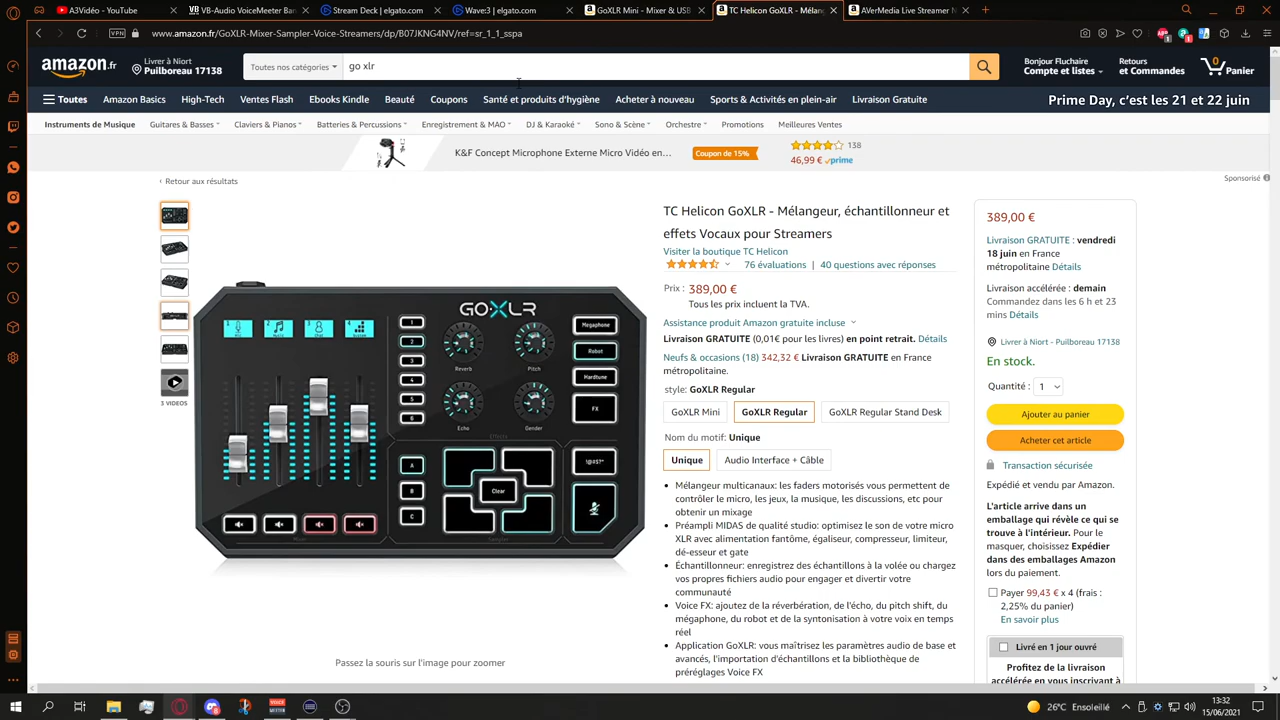 A3Vidéo - YouTube
VB-Audio VoiceMeeter Ban
Stream Deck | elgato.com
Wave3 | elgato.com
GoXLR Mini - Mixer & USB
TC Helicon GoXLR - Mélang
AverMedia Live Streamer N
VPN
www.amazon.fr/GoXLR-Mixer-Sampler-Voice-Streamers/dp/B07JKNG4NV/ref=sr_1_1_sspa
amazon.fr
Livrer à Niort
Puilboreau 17138
Toutes nos catégories
go xlr
Bonjour Fluchaire
Compte et listes
Retours
et Commandes
0
Panier
Toutes
Amazon Basics
High-Tech
Ventes Flash
Ebooks Kindle
Beauté
Coupons
Santé et produits d'hygiène
Acheter à nouveau
Sports & Activités en plein-air
Livraison Gratuite
Prime Day, c'est les 21 et 22 juin
Instruments de Musique
Guitares & Basses
Claviers & Pianos
Batteries & Percussions
Enregistrement & MAO
DJ & Karaoké
Sono & Scène
Orchestre
Promotions
Meilleures Ventes
K&F Concept Microphone Externe Micro Vidéo en...
Coupon de 15%
138
46,99 € prime
‹ Retour aux résultats
Sponsorisé
3 VIDEOS
GOXLR
1
2
3
4
5
6
A
B
C
Reverb
Pitch
Echo
Gender
Effects
Megaphone
Robot
Hardtune
FX
Clear
!@#$?*
Mixer
Sampler
Passez la souris sur l'image pour zoomer
TC Helicon GoXLR - Mélangeur, échantillonneur et
effets Vocaux pour Streamers
Visiter la boutique TC Helicon
76 évaluations | 40 questions avec réponses
Prix : 389,00 €
Tous les prix incluent la TVA.
Assistance produit Amazon gratuite incluse
Livraison GRATUITE (0,01€ pour les livres) en point retrait. Détails
Neufs & occasions (18) 342,32 € Livraison GRATUITE en France
métropolitaine.
style: GoXLR Regular
GoXLR Mini
GoXLR Regular
GoXLR Regular Stand Desk
Nom du motif: Unique
Unique
Audio Interface + Câble
• Mélangeur multicanaux: les faders motorisés vous permettent de
contrôler le micro, les jeux, la musique, les discussions, etc pour
obtenir un mixage
• Préampli MIDAS de qualité studio: optimisez le son de votre micro
XLR avec alimentation fantôme, égaliseur, compresseur, limiteur,
dé-esseur et gate
• Échantillonneur: enregistrez des échantillons à la volée ou chargez
vos propres fichiers audio pour engager et divertir votre
communauté
• Voice FX: ajoutez de la réverbération, de l'écho, du pitch shift, du
mégaphone, du robot et de la syntonisation à votre voix en temps
réel
• Application GoXLR: vous maîtrisez les paramètres audio de base et
avancés, l'importation d'échantillons et la bibliothèque de
préréglages Voice FX
389,00 €
Livraison GRATUITE : vendredi
18 juin en France
métropolitaine Détails
Livraison accélérée : demain
Commandez dans les 6 h et 23
mins Détails
Livrer à Niort - Puilboreau 17138
En stock.
Quantité : 1
Ajouter au panier
Acheter cet article
Transaction sécurisée
Expédié et vendu par Amazon.
L'article arrive dans un
emballage qui révèle ce qui se
trouve à l'intérieur. Pour le
masquer, choisissez Expédier
dans des emballages Amazon
lors du paiement.
Payer 99,43 € x 4 (frais :
2,25% du panier)
En savoir plus
Livré en 1 jour ouvré
Profitez de la livraison
accélérée en vous inscrivant à
26°C Ensoleillé
13:32
15/06/2021